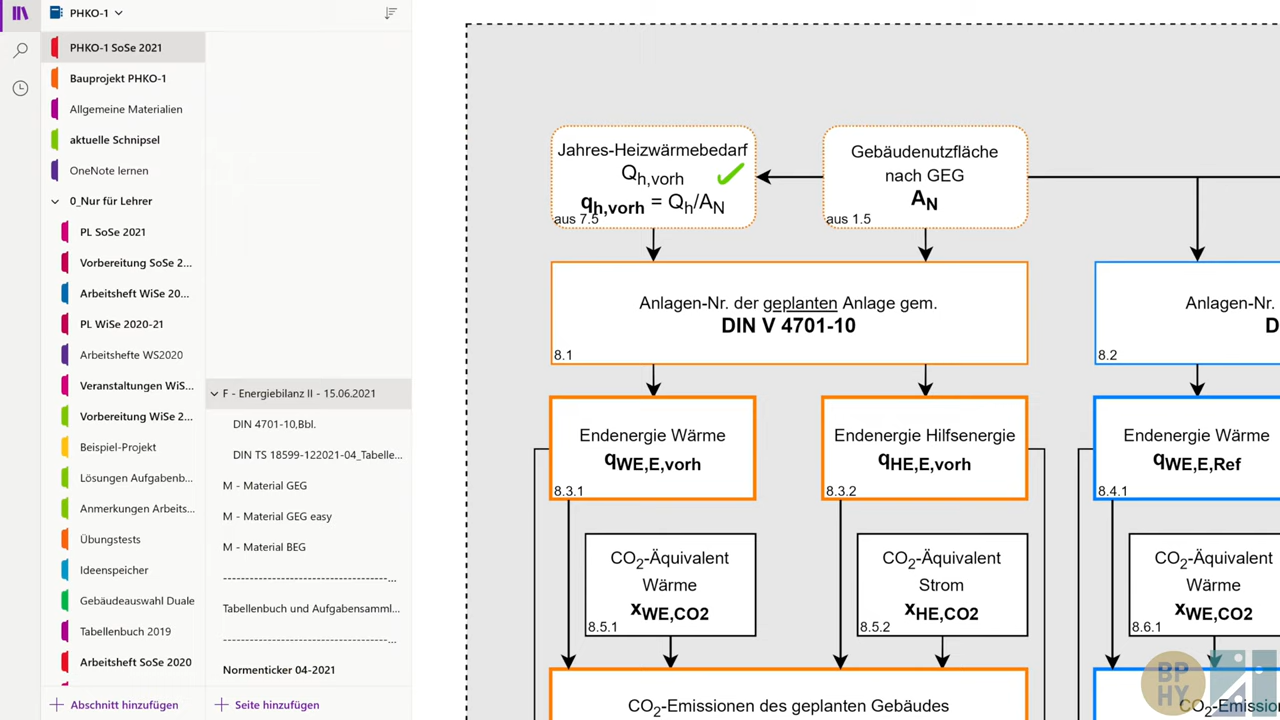 PHKO-1
PHKO-1 SoSe 2021
Bauprojekt PHKO-1
Allgemeine Materialien
aktuelle Schnipsel
OneNote lernen
0_Nur für Lehrer
PL SoSe 2021
Vorbereitung SoSe 2...
Arbeitsheft WiSe 20...
PL WiSe 2020-21
Arbeitshefte WS2020
Veranstaltungen WiS...
Vorbereitung WiSe 2...
Beispiel-Projekt
Lösungen Aufgabenb...
Anmerkungen Arbeits...
Übungstests
Ideenspeicher
Gebäudeauswahl Duale
Tabellenbuch 2019
Arbeitsheft SoSe 2020
Abschnitt hinzufügen
F - Energiebilanz II - 15.06.2021
DIN 4701-10,Bbl.
DIN TS 18599-122021-04_Tabelle...
M - Material GEG
M - Material GEG easy
M - Material BEG
-----------------------------------...
Tabellenbuch und Aufgabensamml...
-----------------------------------...
Normenticker 04-2021
Seite hinzufügen
Jahres-Heizwärmebedarf
Qh,vorh
qh,vorh = Qh/AN
aus 7.5
Gebäudenutzfläche
nach GEG
AN
aus 1.5
Anlagen-Nr. der geplanten Anlage gem.
DIN V 4701-10
8.1
Anlagen-Nr.
D
8.2
Endenergie Wärme
qWE,E,vorh
8.3.1
Endenergie Hilfsenergie
qHE,E,vorh
8.3.2
Endenergie Wärme
qWE,E,Ref
8.4.1
CO2-Äquivalent
Wärme
xWE,CO2
8.5.1
CO2-Äquivalent
Strom
xHE,CO2
8.5.2
CO2-Äquivalent
Wärme
xWE,CO2
8.6.1
CO2-Emissionen des geplanten Gebäudes
CO2-Emission
BP
HY